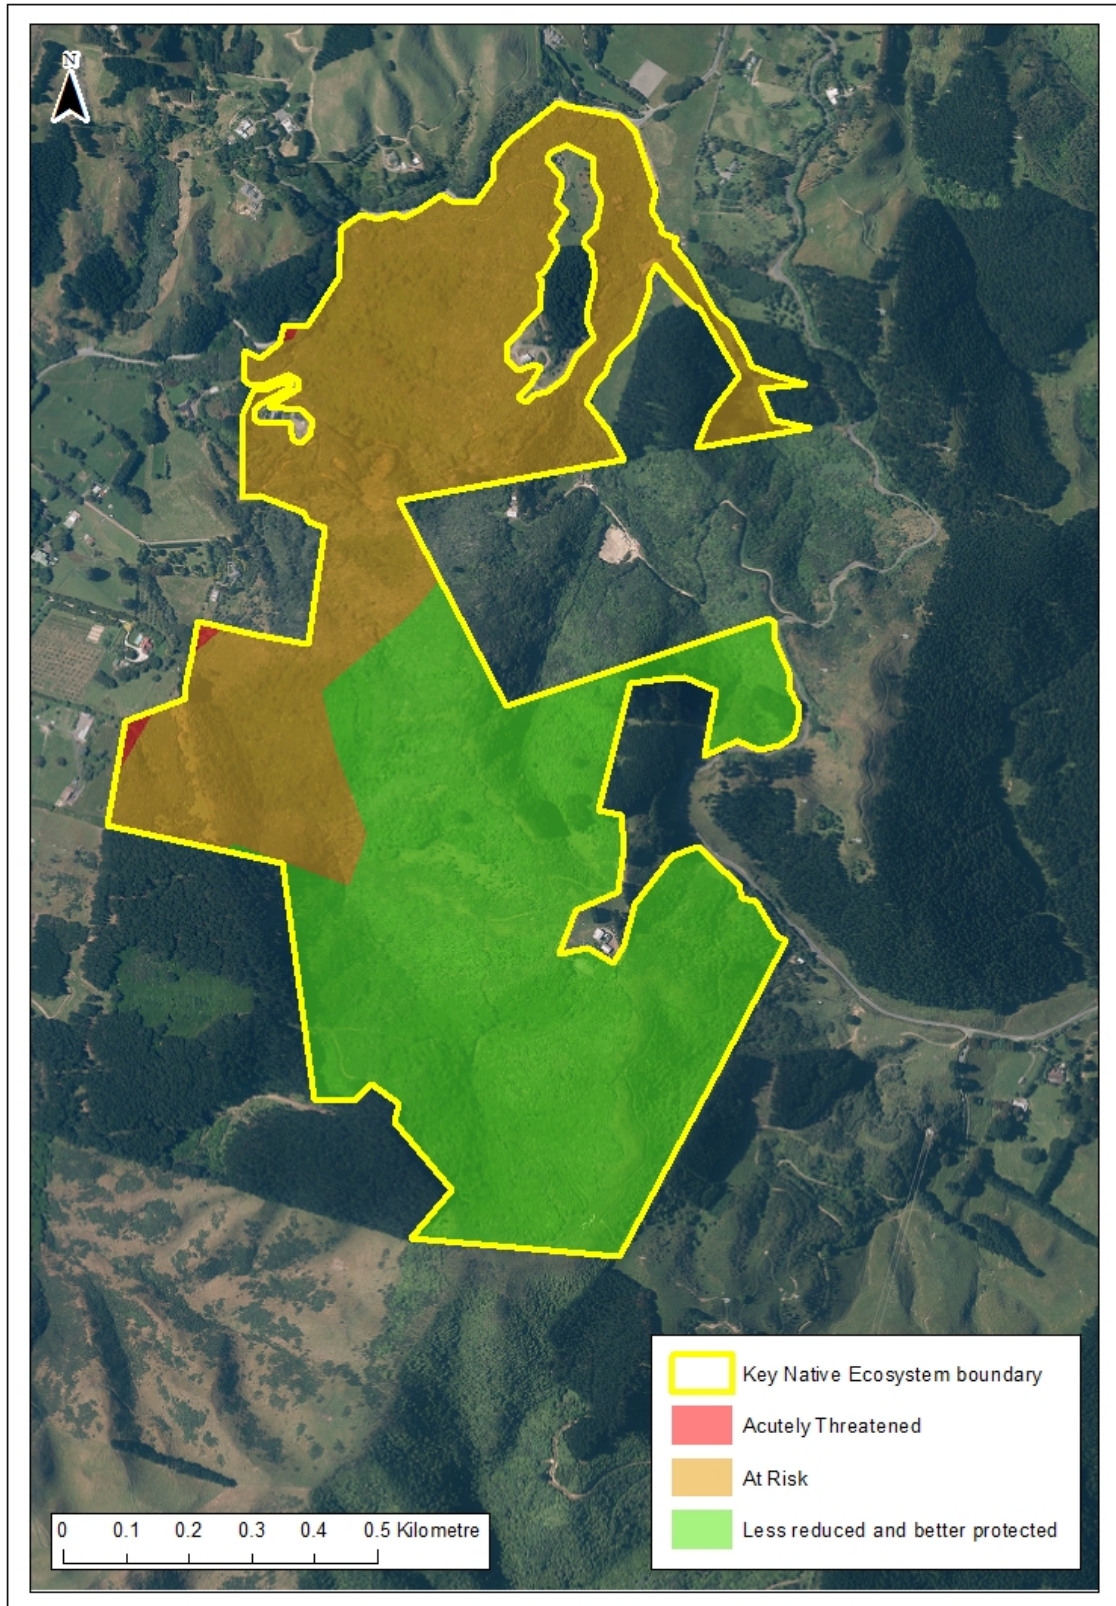 N
Key Native Ecosystem boundary
Acutely Threatened
At Risk
Less reduced and better protected
0 0.1 0.2 0.3 0.4 0.5 Kilometre